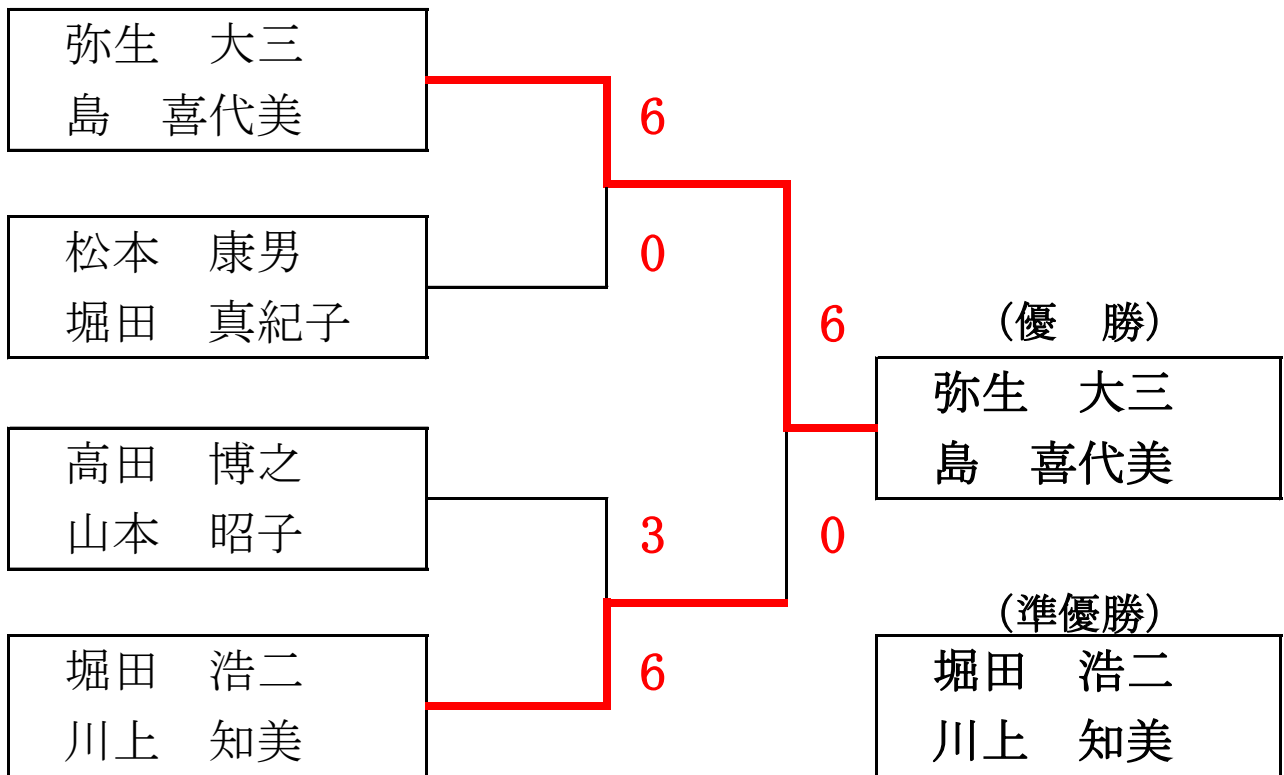 弥生　大三
島　喜代美
6
松本　康男
堀田　真紀子
0
6
(優　勝)
弥生　大三
島　喜代美
高田　博之
山本　昭子
3
0
堀田　浩二
川上　知美
6
(準優勝)
堀田　浩二
川上　知美